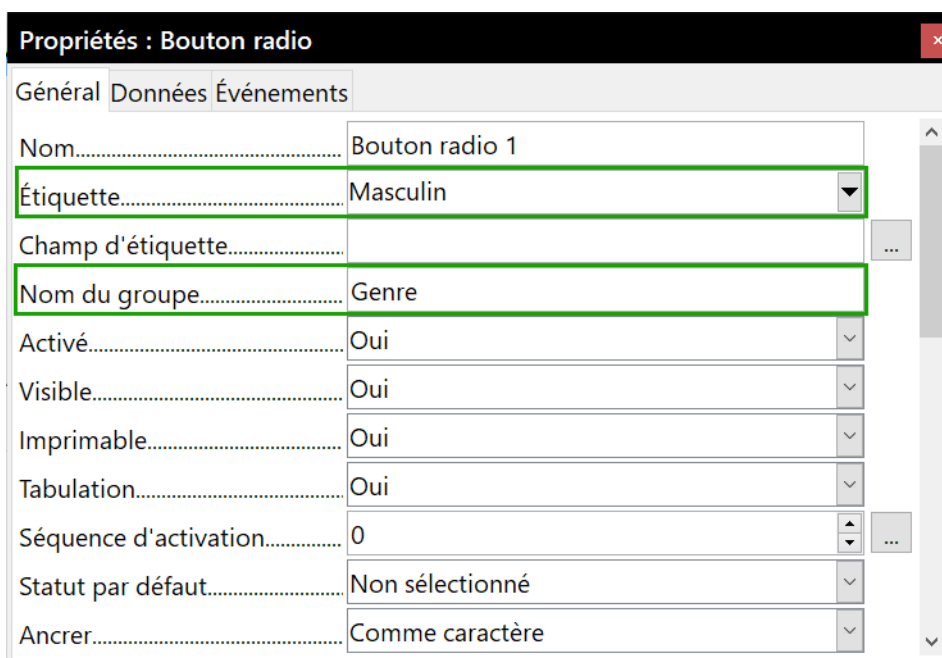 Propriétés : Bouton radio
Général Données Événements
Nom.......................................... Bouton radio 1
Étiquette................................... Masculin
Champ d'étiquette.................. ...
Nom du groupe...................... Genre
Activé........................................ Oui
Visible....................................... Oui
Imprimable............................... Oui
Tabulation................................. Oui
Séquence d'activation............ 0 ...
Statut par défaut..................... Non sélectionné
Ancrer....................................... Comme caractère